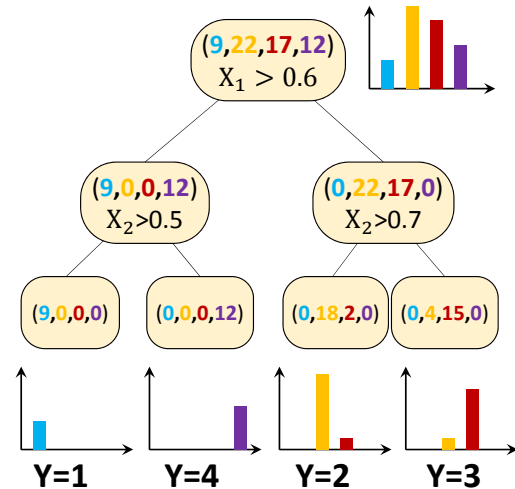 (9,22,17,12)
X₁ > 0.6
(9,0,0,12)
X₂>0.5
(0,22,17,0)
X₂>0.7
(9,0,0,0)
(0,0,0,12)
(0,18,2,0)
(0,4,15,0)
Y=1
Y=4
Y=2
Y=3